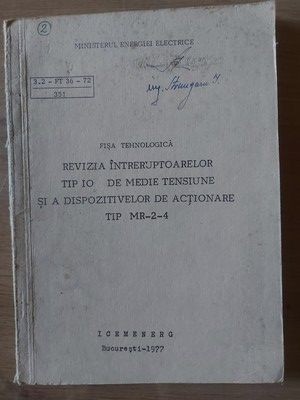 2
MINISTERUL ENERGIEI ELECTRICE
3.2 - FT 36 - 72
351
ing.
FIȘA TEHNOLOGICĂ
REVIZIA ÎNTRERUPTOARELOR
TIP IO DE MEDIE TENSIUNE
ȘI A DISPOZITIVELOR DE ACȚIONARE
TIP MR-2-4
ICEMENERG
București-1977